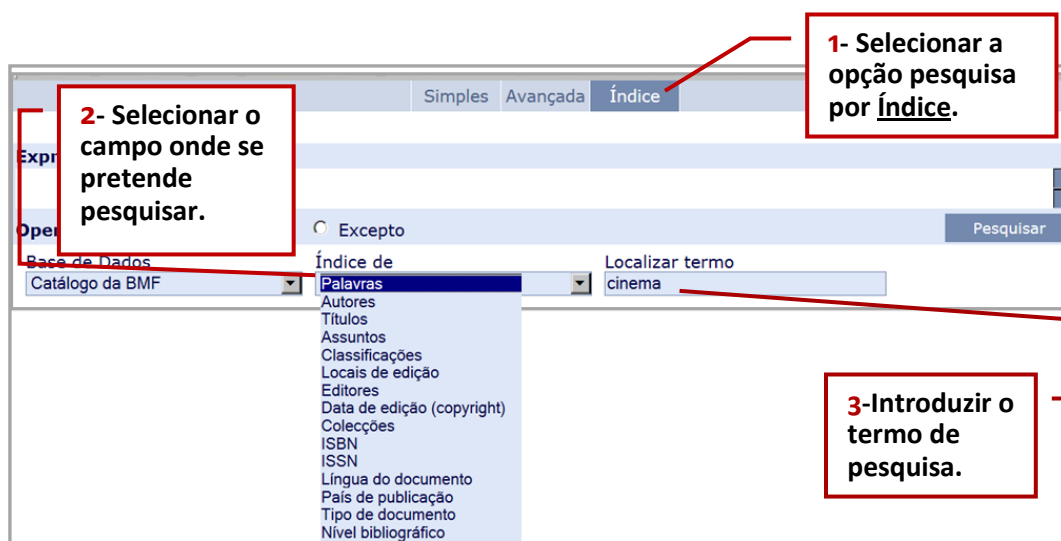 1- Selecionar a
opção pesquisa
por Índice.
Simples Avançada Índice
2- Selecionar o
campo onde se
pretende
pesquisar.
Expr
Oper
Excepto
Pesquisar
Base de Dados
Índice de
Localizar termo
Catálogo da BMF
Palavras
cinema
Autores
Títulos
Assuntos
Classificações
Locais de edição
Editores
Data de edição (copyright)
Colecções
ISBN
ISSN
Língua do documento
País de publicação
Tipo de documento
Nível bibliográfico
3-Introduzir o
termo de
pesquisa.